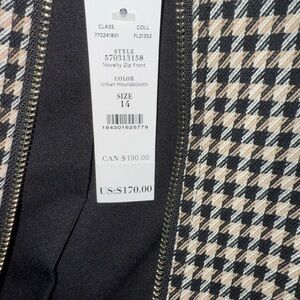 CLASS COLL
772241801 FL21352
STYLE
570313158
Novelty Zip Front
COLOR
Urban Houndstooth
SIZE
14
194301625779
CAN:$190.00
US:$170.00